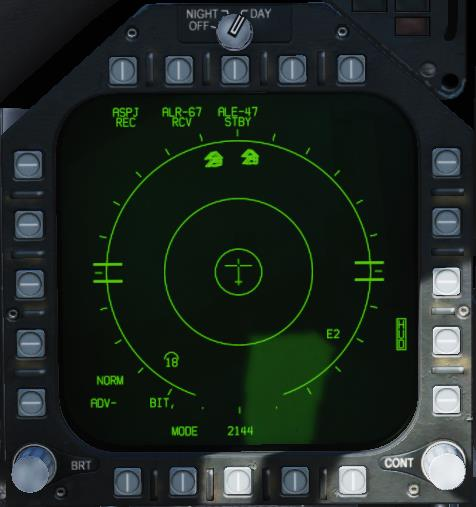 NIGHT DAY
OFF
ASPJ ALR-67 ALE-47
REC RCV STBY
E2
HUD
18
NORM
ADV- BIT,
MODE 2144
BRT CONT